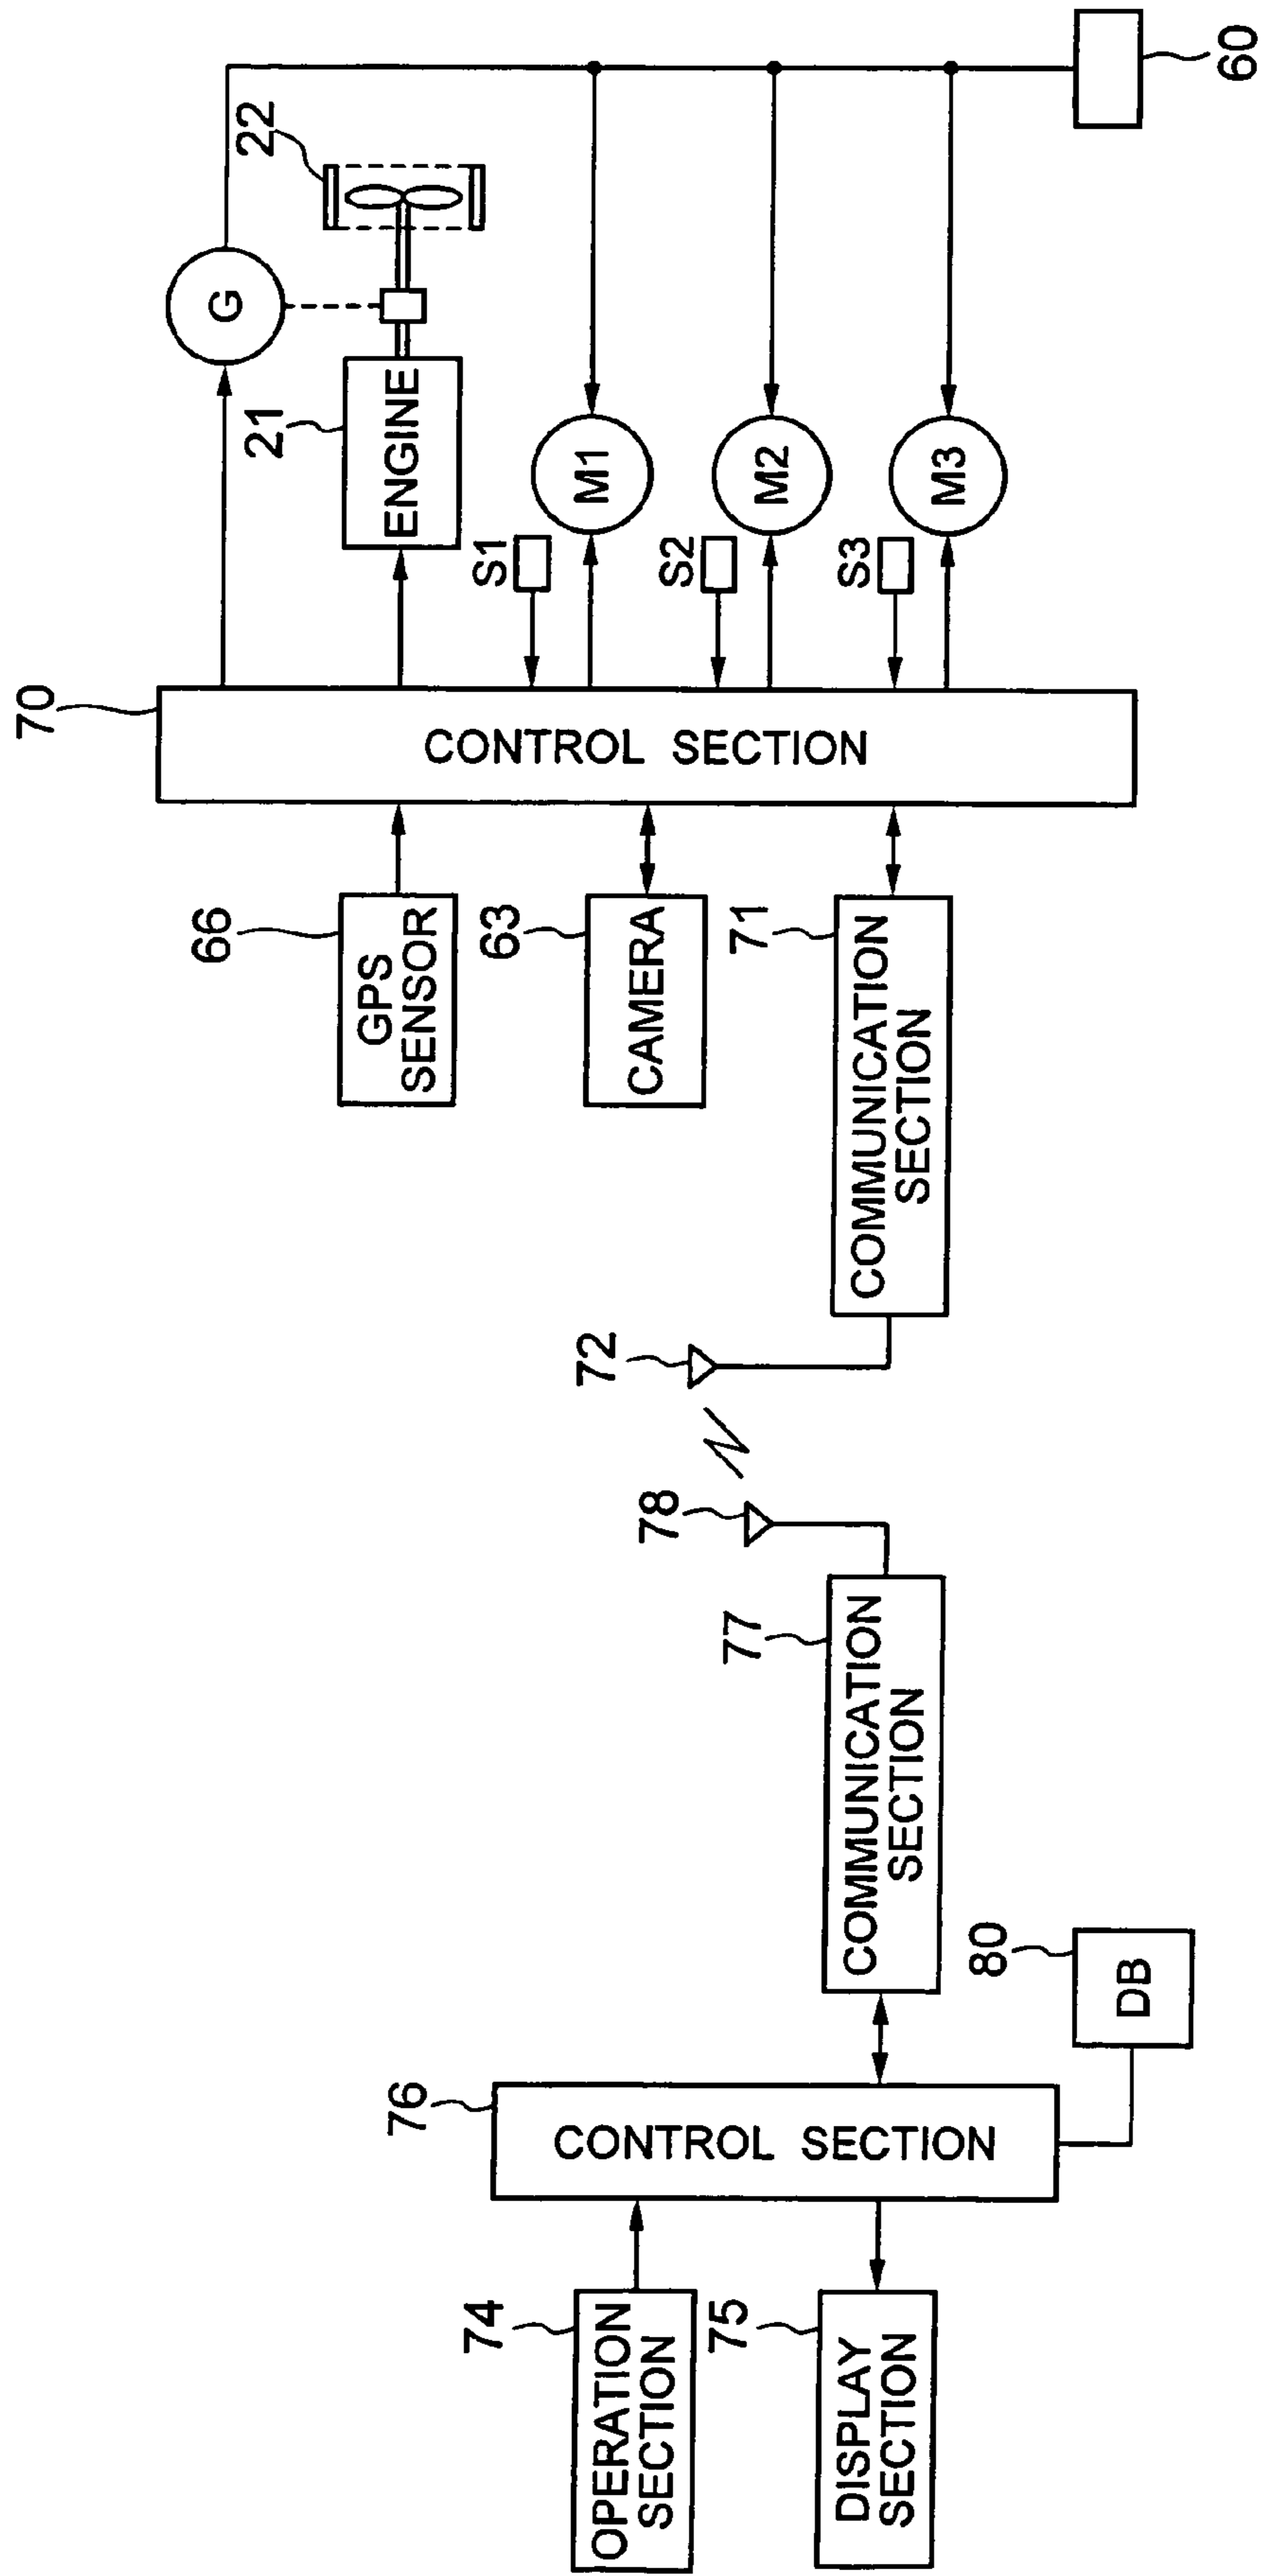 74
OPERATION
SECTION
75
DISPLAY
SECTION
76
CONTROL SECTION
80
DB
77
COMMUNICATION
SECTION
78
72
71
COMMUNICATION
SECTION
66
GPS
SENSOR
63
CAMERA
70
CONTROL SECTION
G
21
ENGINE
22
S1
M1
S2
M2
S3
M3
60